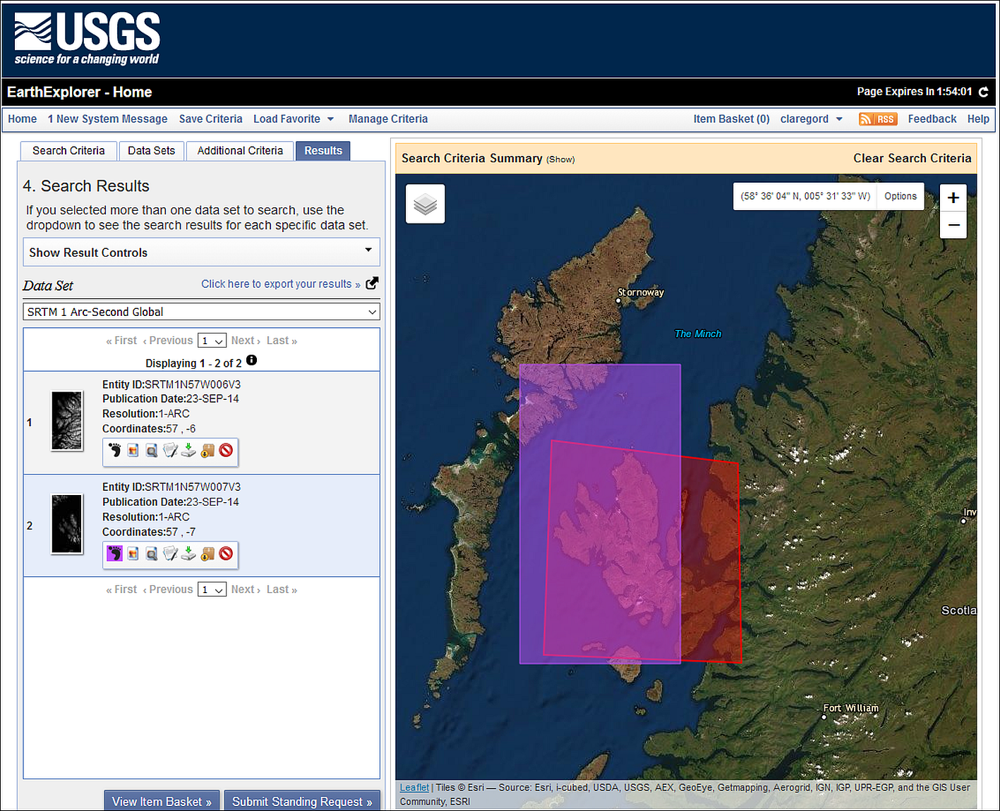 USGS
science for a changing world
EarthExplorer - Home
Page Expires In 1:54:01
Home 1 New System Message Save Criteria Load Favorite Manage Criteria Item Basket (0) claregord RSS Feedback Help
Search Criteria Data Sets Additional Criteria Results
4. Search Results
If you selected more than one data set to search, use the
dropdown to see the search results for each specific data set.
Show Result Controls
Data Set
Click here to export your results »
SRTM 1 Arc-Second Global
« First ‹ Previous 1 Next › Last »
Displaying 1 - 2 of 2
1
Entity ID:SRTM1N57W006V3
Publication Date:23-SEP-14
Resolution:1-ARC
Coordinates:57 , -6
2
Entity ID:SRTM1N57W007V3
Publication Date:23-SEP-14
Resolution:1-ARC
Coordinates:57 , -7
« First ‹ Previous 1 Next › Last »
View Item Basket » Submit Standing Request »
Search Criteria Summary (Show) Clear Search Criteria
(58° 36' 04" N, 005° 31' 33" W) Options
+
−
Stornoway
The Minch
Inv
Scotla
Fort William
Leaflet | Tiles © Esri — Source: Esri, i-cubed, USDA, USGS, AEX, GeoEye, Getmapping, Aerogrid, IGN, IGP, UPR-EGP, and the GIS User
Community, ESRI